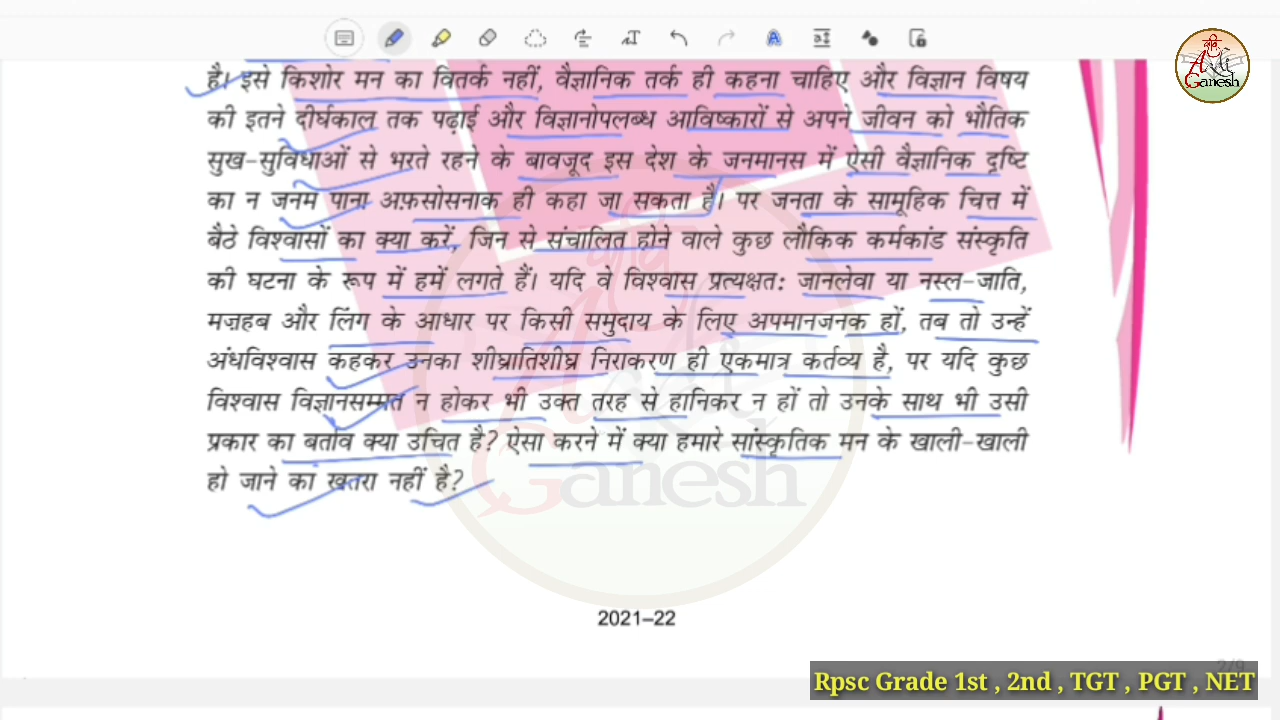 है। इसे किशोर मन का वितर्क नहीं, वैज्ञानिक तर्क ही कहना चाहिए और विज्ञान विषय
की इतने दीर्घकाल तक पढ़ाई और विज्ञानोपलब्ध आविष्कारों से अपने जीवन को भौतिक
सुख-सुविधाओं से भरते रहने के बावजूद इस देश के जनमानस में ऐसी वैज्ञानिक दृष्टि
का न जनम पाना अफ़सोसनाक ही कहा जा सकता है। पर जनता के सामूहिक चित्त में
बैठे विश्वासों का क्या करें, जिन से संचालित होने वाले कुछ लौकिक कर्मकांड संस्कृति
की घटना के रूप में हमें लगते हैं। यदि वे विश्वास प्रत्यक्षतः जानलेवा या नस्ल-जाति,
मज़हब और लिंग के आधार पर किसी समुदाय के लिए अपमानजनक हों, तब तो उन्हें
अंधविश्वास कहकर उनका शीघ्रातिशीघ्र निराकरण ही एकमात्र कर्तव्य है, पर यदि कुछ
विश्वास विज्ञानसम्मत न होकर भी उक्त तरह से हानिकर न हों तो उनके साथ भी उसी
प्रकार का बर्ताव क्या उचित है? ऐसा करने में क्या हमारे सांस्कृतिक मन के खाली-खाली
हो जाने का खतरा नहीं है?
2021–22
2/9
Rpsc Grade 1st , 2nd , TGT , PGT , NET